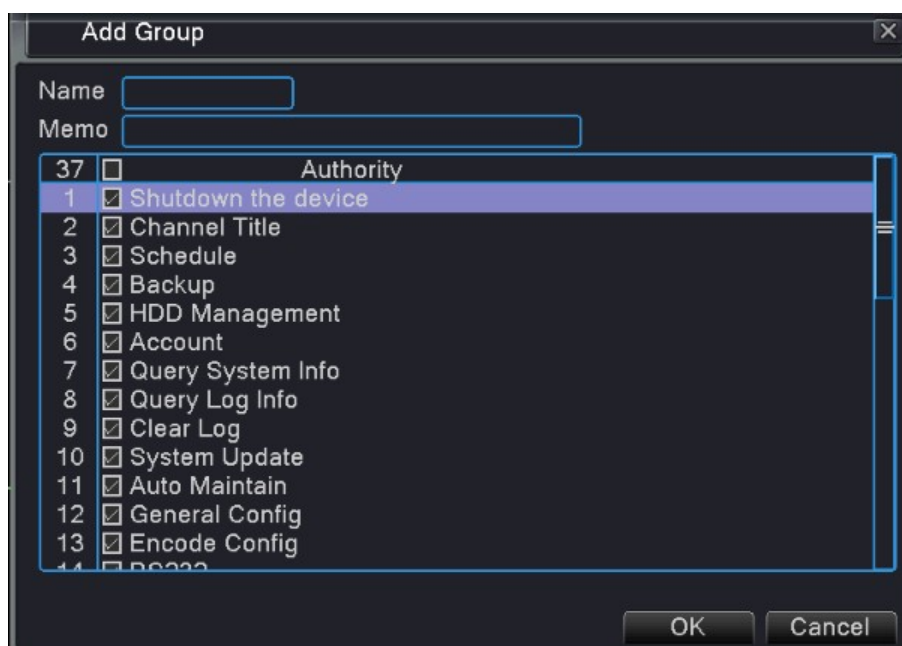 Add Group
Name
Memo
37 Authority
1 Shutdown the device
2 Channel Title
3 Schedule
4 Backup
5 HDD Management
6 Account
7 Query System Info
8 Query Log Info
9 Clear Log
10 System Update
11 Auto Maintain
12 General Config
13 Encode Config
14 RS232
OK Cancel